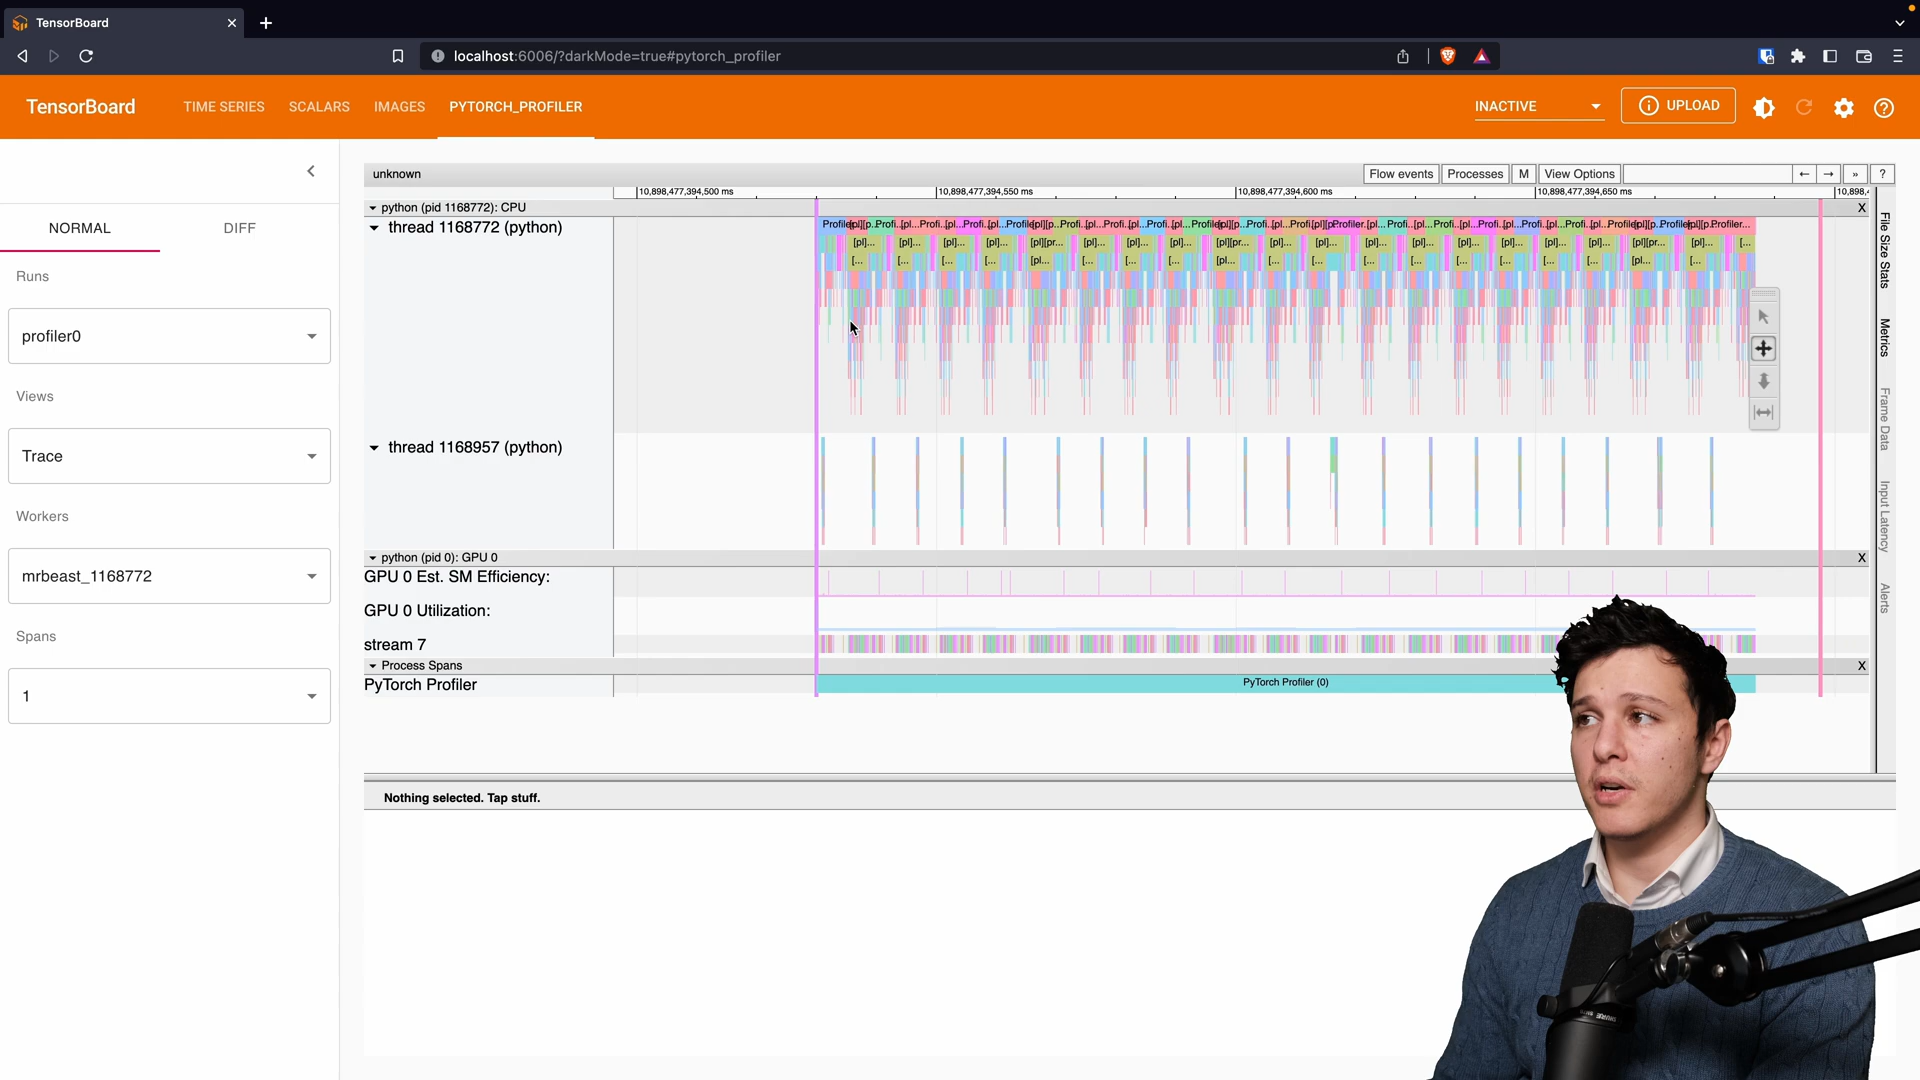 TensorBoard
localhost:6006/?darkMode=true#pytorch_profiler
TensorBoard
TIME SERIES
SCALARS
IMAGES
PYTORCH_PROFILER
INACTIVE
UPLOAD
NORMAL
DIFF
Runs
profiler0
Views
Trace
Workers
mrbeast_1168772
Spans
1
unknown
Flow events
Processes
M
View Options
←
→
»
?
10,898,477,394,500 ms
10,898,477,394,550 ms
10,898,477,394,600 ms
10,898,477,394,650 ms
10,898,4
python (pid 1168772): CPU
X
thread 1168772 (python)
thread 1168957 (python)
python (pid 0): GPU 0
X
GPU 0 Est. SM Efficiency:
GPU 0 Utilization:
stream 7
Process Spans
X
PyTorch Profiler
PyTorch Profiler (0)
File Size Stats
Metrics
Frame Data
Input Latency
Alerts
Nothing selected. Tap stuff.